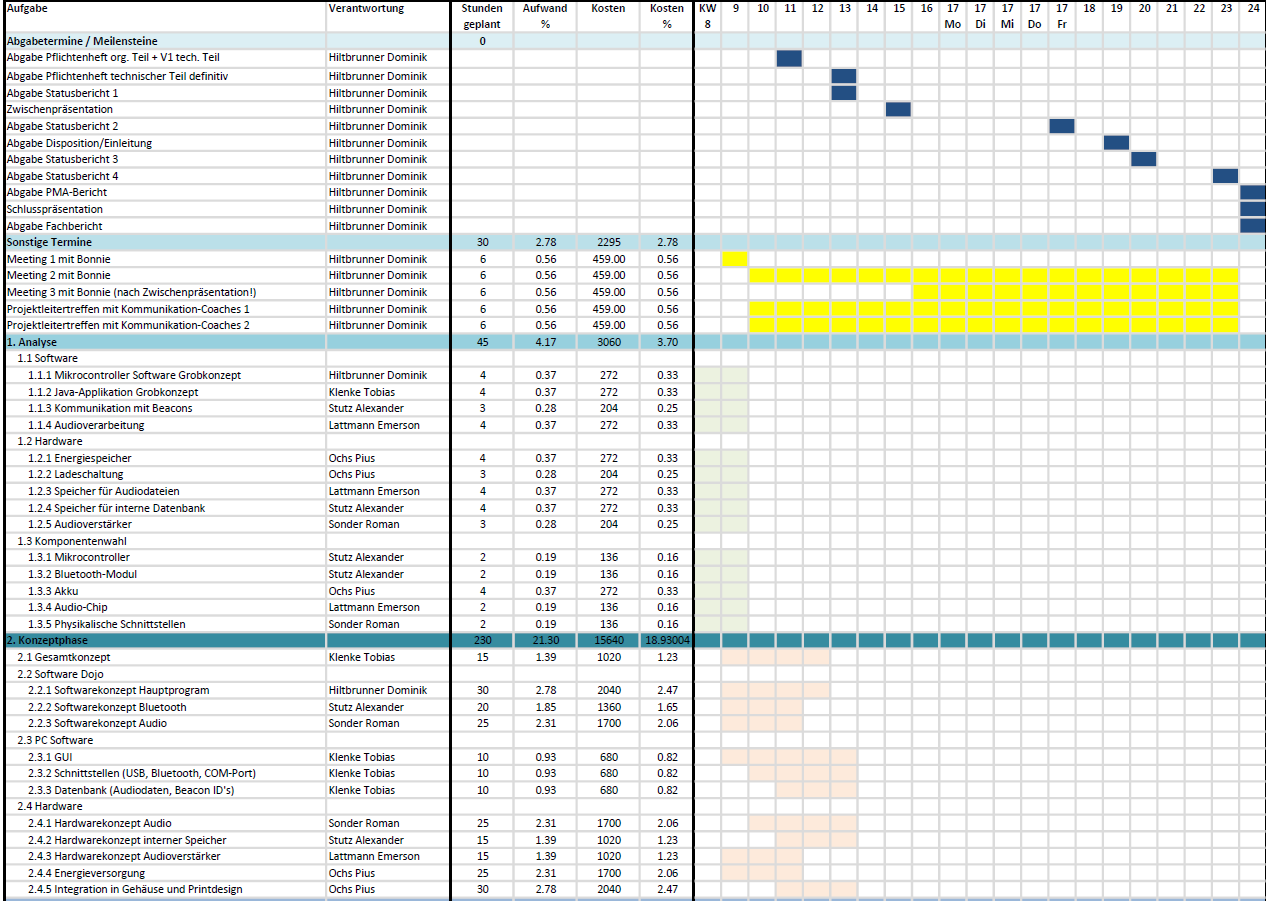 Aufgabe Verantwortung Stunden Aufwand Kosten Kosten KW 9 10 11 12 13 14 15 16 17 17 17 17 17 18 19 20 21 22 23 24
geplant % % 8 Mo Di Mi Do Fr
Abgabetermine / Meilensteine 0
Abgabe Pflichtenheft org. Teil + V1 tech. Teil Hiltbrunner Dominik
Abgabe Pflichtenheft technischer Teil definitiv Hiltbrunner Dominik
Abgabe Statusbericht 1 Hiltbrunner Dominik
Zwischenpräsentation Hiltbrunner Dominik
Abgabe Statusbericht 2 Hiltbrunner Dominik
Abgabe Disposition/Einleitung Hiltbrunner Dominik
Abgabe Statusbericht 3 Hiltbrunner Dominik
Abgabe Statusbericht 4 Hiltbrunner Dominik
Abgabe PMA-Bericht Hiltbrunner Dominik
Schlusspräsentation Hiltbrunner Dominik
Abgabe Fachbericht Hiltbrunner Dominik
Sonstige Termine 30 2.78 2295 2.78
Meeting 1 mit Bonnie Hiltbrunner Dominik 6 0.56 459.00 0.56
Meeting 2 mit Bonnie Hiltbrunner Dominik 6 0.56 459.00 0.56
Meeting 3 mit Bonnie (nach Zwischenpräsentation!) Hiltbrunner Dominik 6 0.56 459.00 0.56
Projektleitertreffen mit Kommunikation-Coaches 1 Hiltbrunner Dominik 6 0.56 459.00 0.56
Projektleitertreffen mit Kommunikation-Coaches 2 Hiltbrunner Dominik 6 0.56 459.00 0.56
1. Analyse 45 4.17 3060 3.70
1.1 Software
1.1.1 Mikrocontroller Software Grobkonzept Hiltbrunner Dominik 4 0.37 272 0.33
1.1.2 Java-Applikation Grobkonzept Klenke Tobias 4 0.37 272 0.33
1.1.3 Kommunikation mit Beacons Stutz Alexander 3 0.28 204 0.25
1.1.4 Audioverarbeitung Lattmann Emerson 4 0.37 272 0.33
1.2 Hardware
1.2.1 Energiespeicher Ochs Pius 4 0.37 272 0.33
1.2.2 Ladeschaltung Ochs Pius 3 0.28 204 0.25
1.2.3 Speicher für Audiodateien Lattmann Emerson 4 0.37 272 0.33
1.2.4 Speicher für interne Datenbank Stutz Alexander 4 0.37 272 0.33
1.2.5 Audioverstärker Sonder Roman 3 0.28 204 0.25
1.3 Komponentenwahl
1.3.1 Mikrocontroller Stutz Alexander 2 0.19 136 0.16
1.3.2 Bluetooth-Modul Stutz Alexander 2 0.19 136 0.16
1.3.3 Akku Ochs Pius 4 0.37 272 0.33
1.3.4 Audio-Chip Lattmann Emerson 2 0.19 136 0.16
1.3.5 Physikalische Schnittstellen Sonder Roman 2 0.19 136 0.16
2. Konzeptphase 230 21.30 15640 18.93004
2.1 Gesamtkonzept Klenke Tobias 15 1.39 1020 1.23
2.2 Software Dojo
2.2.1 Softwarekonzept Hauptprogram Hiltbrunner Dominik 30 2.78 2040 2.47
2.2.2 Softwarekonzept Bluetooth Stutz Alexander 20 1.85 1360 1.65
2.2.3 Softwarekonzept Audio Sonder Roman 25 2.31 1700 2.06
2.3 PC Software
2.3.1 GUI Klenke Tobias 10 0.93 680 0.82
2.3.2 Schnittstellen (USB, Bluetooth, COM-Port) Klenke Tobias 10 0.93 680 0.82
2.3.3 Datenbank (Audiodaten, Beacon ID's) Klenke Tobias 10 0.93 680 0.82
2.4 Hardware
2.4.1 Hardwarekonzept Audio Sonder Roman 25 2.31 1700 2.06
2.4.2 Hardwarekonzept interner Speicher Stutz Alexander 15 1.39 1020 1.23
2.4.3 Hardwarekonzept Audioverstärker Lattmann Emerson 15 1.39 1020 1.23
2.4.4 Energieversorgung Ochs Pius 25 2.31 1700 2.06
2.4.5 Integration in Gehäuse und Printdesign Ochs Pius 30 2.78 2040 2.47